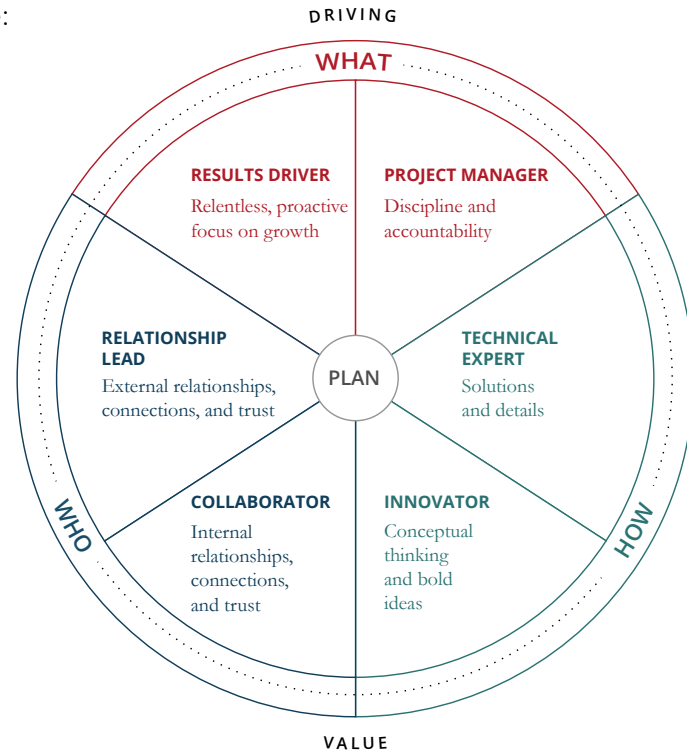 :
DRIVING
WHAT
RESULTS DRIVER
Relentless, proactive
focus on growth
PROJECT MANAGER
Discipline and
accountability
RELATIONSHIP
LEAD
External relationships,
connections, and trust
PLAN
TECHNICAL
EXPERT
Solutions
and details
WHO
COLLABORATOR
Internal
relationships,
connections,
and trust
INNOVATOR
Conceptual
thinking
and bold
ideas
HOW
VALUE